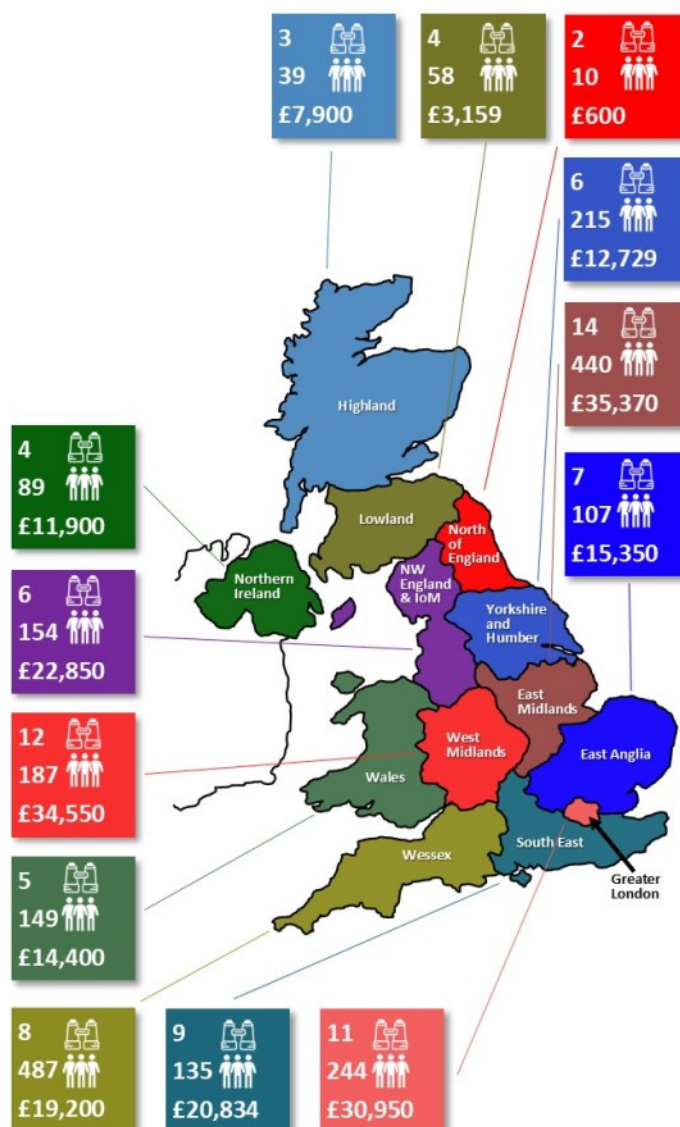 3
39
£7,900
4
58
£3,159
2
10
£600
6
215
£12,729
14
440
£35,370
7
107
£15,350
4
89
£11,900
6
154
£22,850
12
187
£34,550
5
149
£14,400
8
487
£19,200
9
135
£20,834
11
244
£30,950
Highland
Lowland
North
of
England
Northern
Ireland
NW
England
& IoM
Yorkshire
and
Humber
East
Midlands
West
Midlands
East Anglia
Wales
South East
Wessex
Greater
London